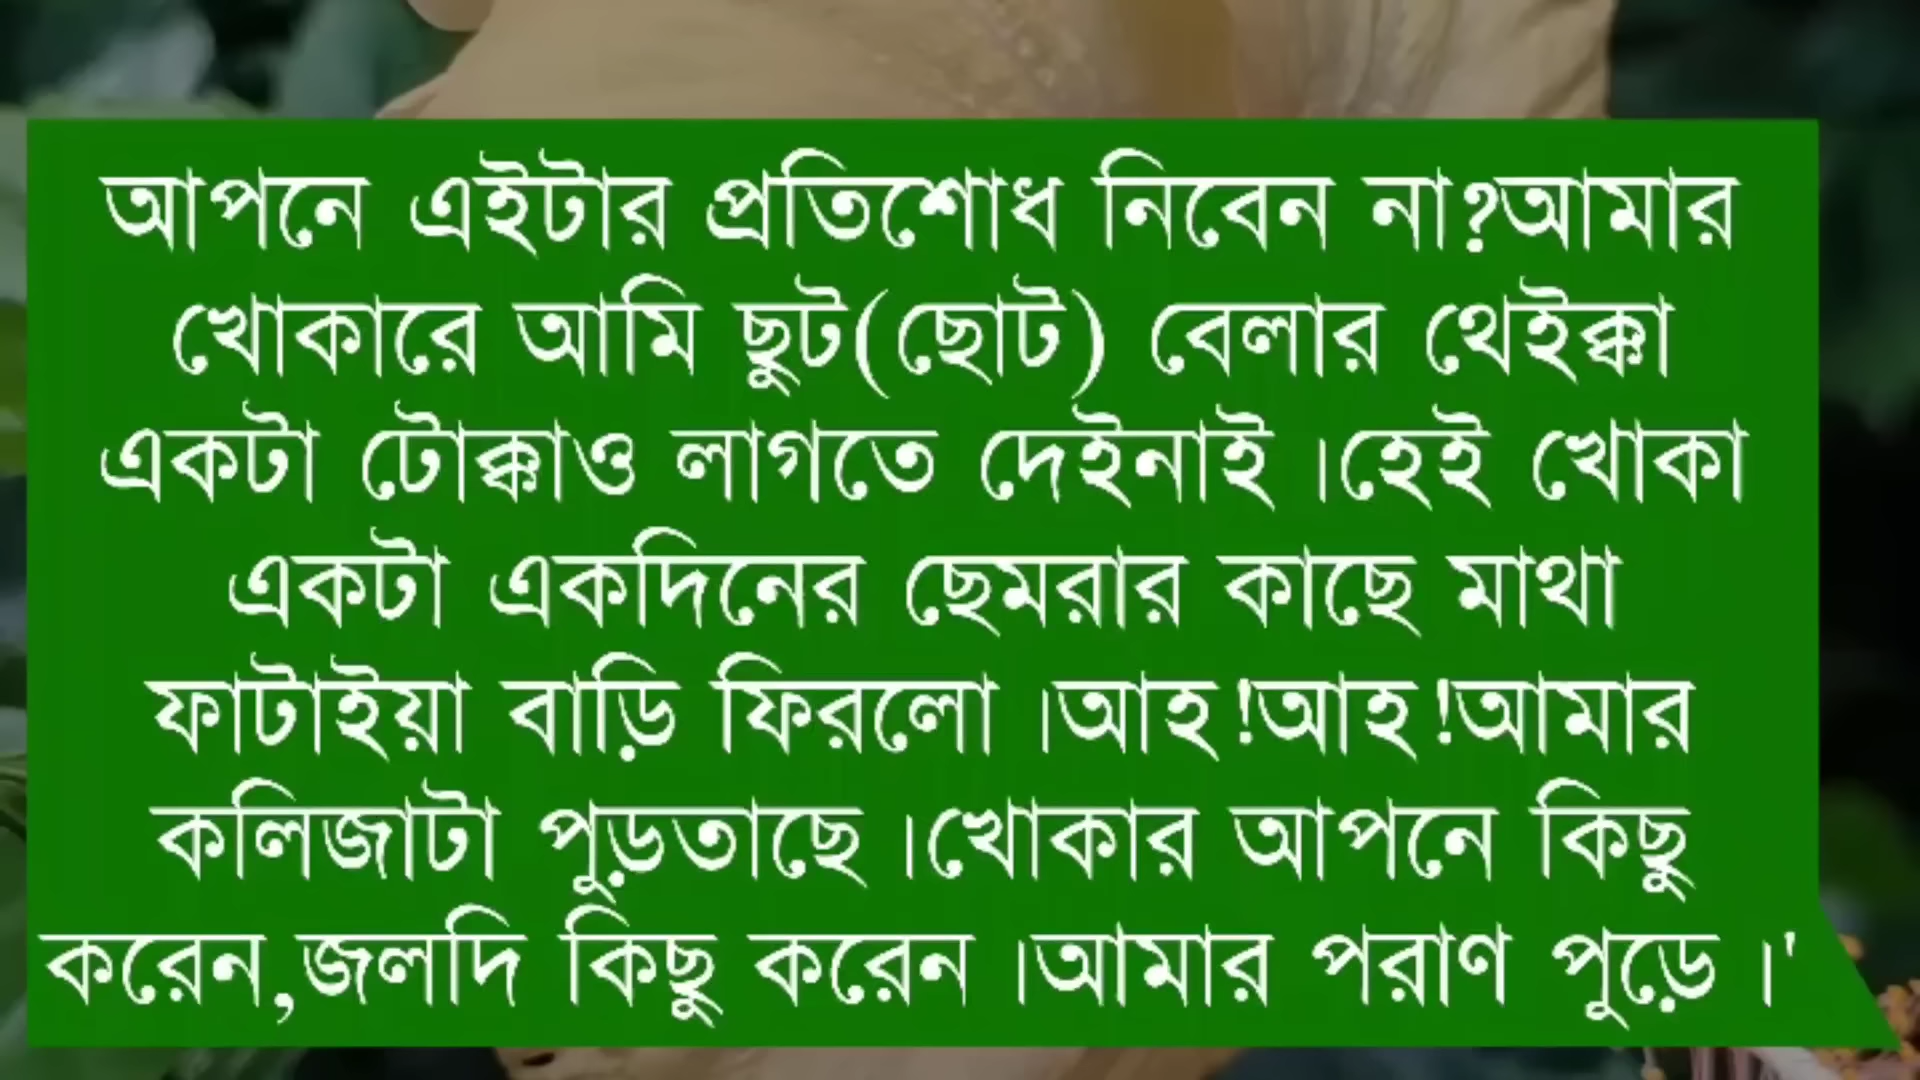 আপনে এইটার প্রতিশোধ নিবেন না?আমার
খোকারে আমি ছুট(ছোট) বেলার থেইক্কা
একটা টোক্কাও লাগতে দেইনাই।হেই খোকা
একটা একদিনের ছেমরার কাছে মাথা
ফাটাইয়া বাড়ি ফিরলো।আহ!আহ!আমার
কলিজাটা পুড়তাছে।খোকার আপনে কিছু
করেন,জলদি কিছু করেন।আমার পরাণ পুড়ে।'